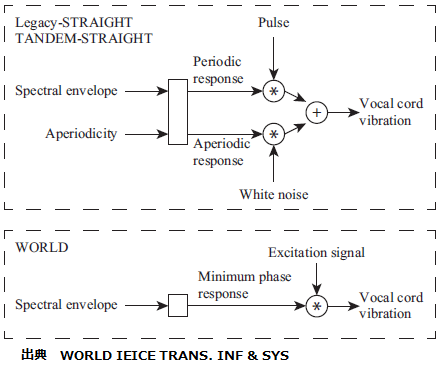 Legacy-STRAIGHT
TANDEM-STRAIGHT
Pulse
Periodic
response
Spectral envelope
*
+
Vocal cord
vibration
Aperiodicity
*
Aperiodic
response
White noise
WORLD
Excitation signal
Minimum phase
response
Spectral envelope
*
Vocal cord
vibration
出典 WORLD IEICE TRANS. INF & SYS